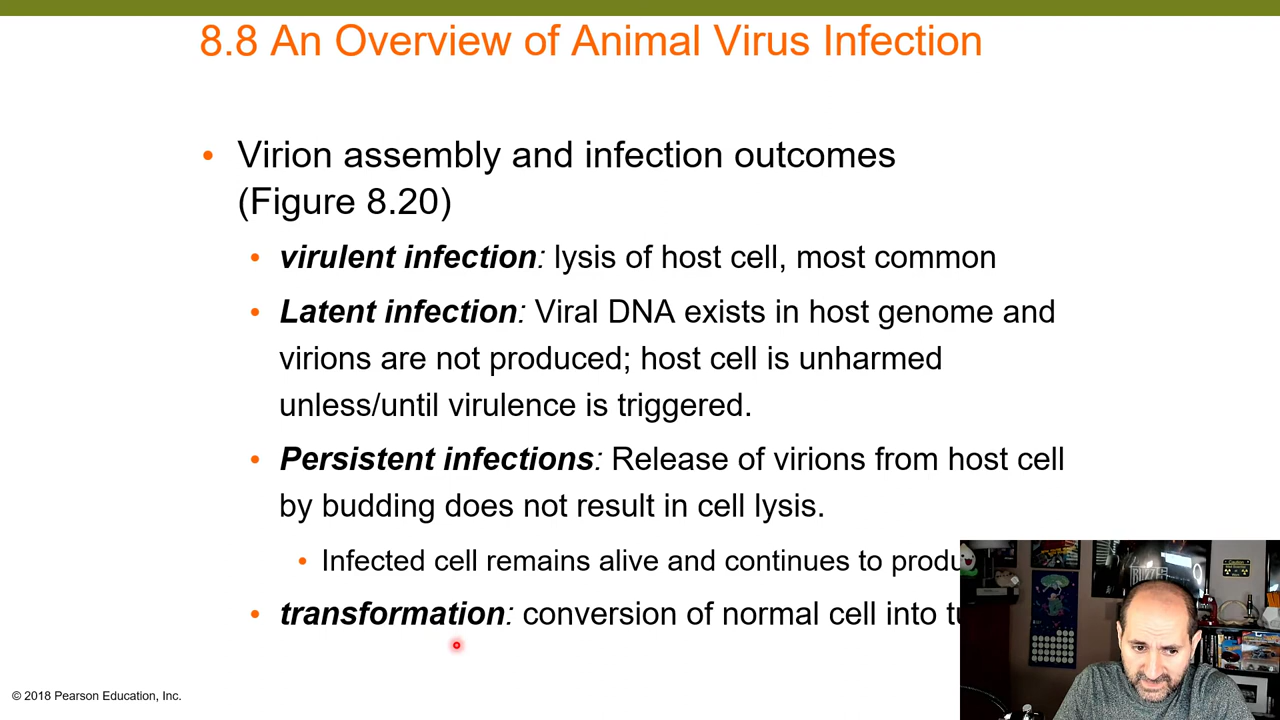 8.8 An Overview of Animal Virus Infection
• Virion assembly and infection outcomes
(Figure 8.20)
• virulent infection: lysis of host cell, most common
• Latent infection: Viral DNA exists in host genome and
virions are not produced; host cell is unharmed
unless/until virulence is triggered.
• Persistent infections: Release of virions from host cell
by budding does not result in cell lysis.
• Infected cell remains alive and continues to produ
• transformation: conversion of normal cell into tu
© 2018 Pearson Education, Inc.
Caution